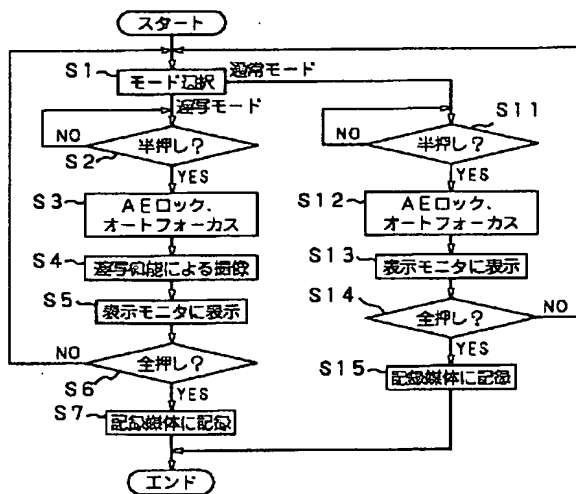 スタート
S1
モード選択
通常モード
連写モード
NO
半押し?
S2
YES
S3
AEロック、
オートフォーカス
S4
連写機能による撮像
S5
表示モニタに表示
NO
全押し?
S6
YES
S7
記録媒体に記録
エンド
S11
NO
半押し?
YES
S12
AEロック、
オートフォーカス
S13
表示モニタに表示
S14
全押し?
NO
YES
S15
記録媒体に記録